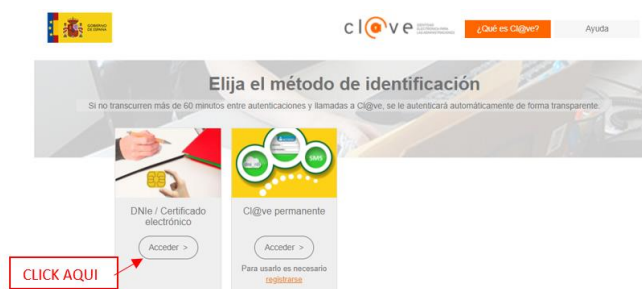 GOBIERNO
DE ESPAÑA
cl@ve
IDENTIDAD
ELECTRÓNICA PARA
LAS ADMINISTRACIONES
¿Qué es Cl@ve?
Ayuda
Elija el método de identificación
Si no transcurren más de 60 minutos entre autenticaciones y llamadas a Cl@ve, se le autenticará automáticamente de forma transparente.
SMS
DNIe / Certificado
electrónico
Acceder >
Cl@ve permanente
Acceder >
Para usarlo es necesario
registrarse
CLICK AQUI